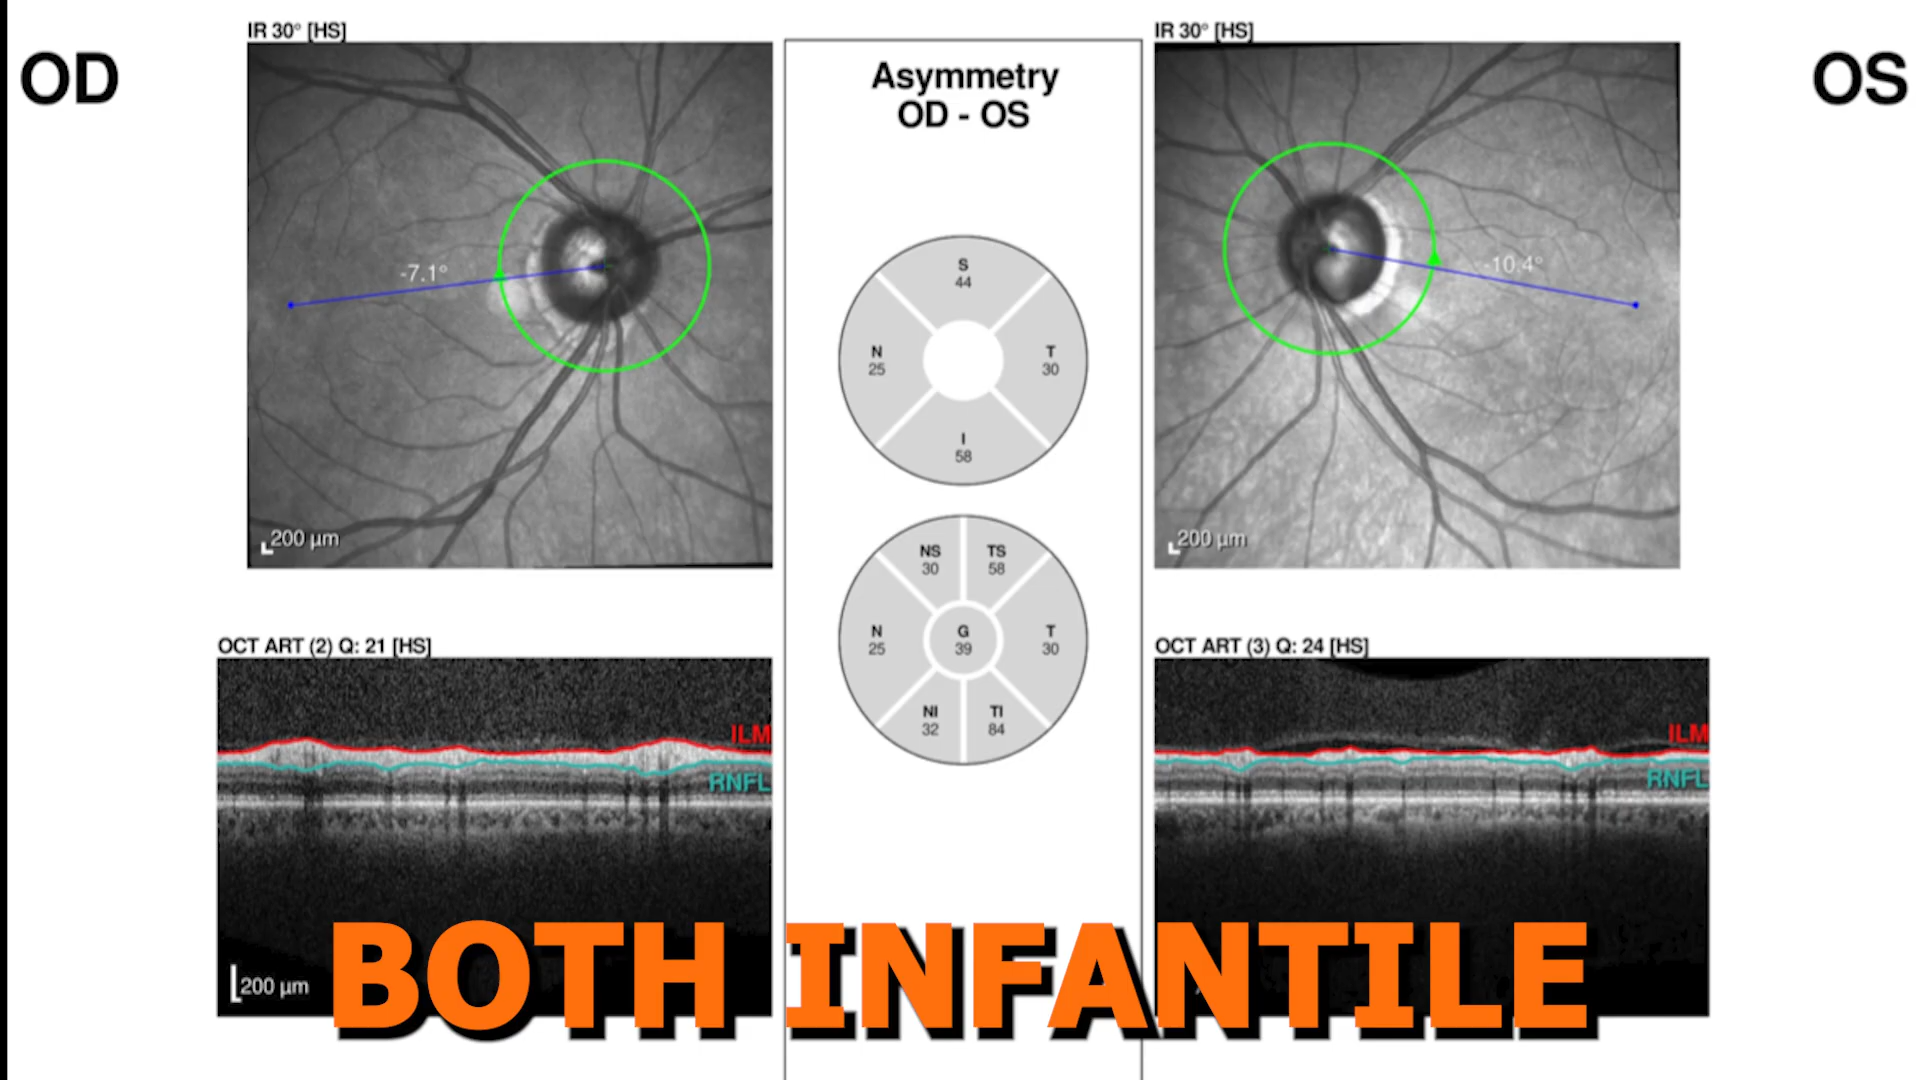 IR 30° [HS]
OD
-7.1°
200 µm
OCT ART (2) Q: 21 [HS]
ILM
RNFL
200 µm
Asymmetry
OD - OS
S
44
N
25
T
30
I
58
NS
30
TS
58
N
25
G
39
T
30
NI
32
TI
84
IR 30° [HS]
OS
-10.4°
200 µm
OCT ART (3) Q: 24 [HS]
ILM
RNFL
BOTH INFANTILE